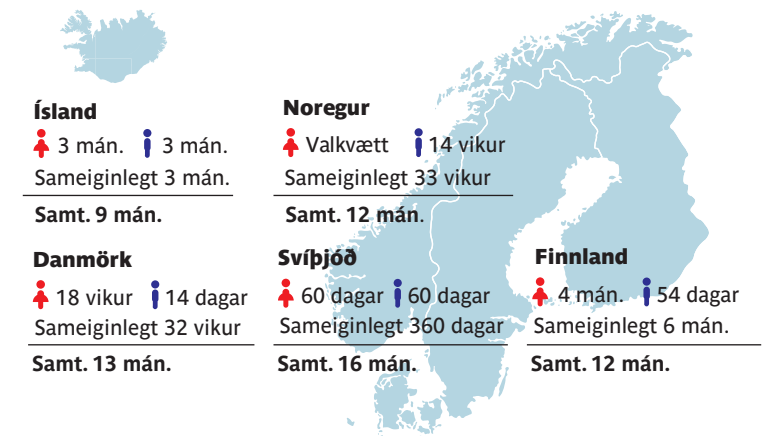 Ísland
3 mán. 3 mán.
Sameiginlegt 3 mán.
Samt. 9 mán.
Noregur
Valkvætt 14 vikur
Sameiginlegt 33 vikur
Samt. 12 mán.
Danmörk
18 vikur 14 dagar
Sameiginlegt 32 vikur
Samt. 13 mán.
Svíþjóð
60 dagar 60 dagar
Sameiginlegt 360 dagar
Samt. 16 mán.
Finnland
4 mán. 54 dagar
Sameiginlegt 6 mán.
Samt. 12 mán.